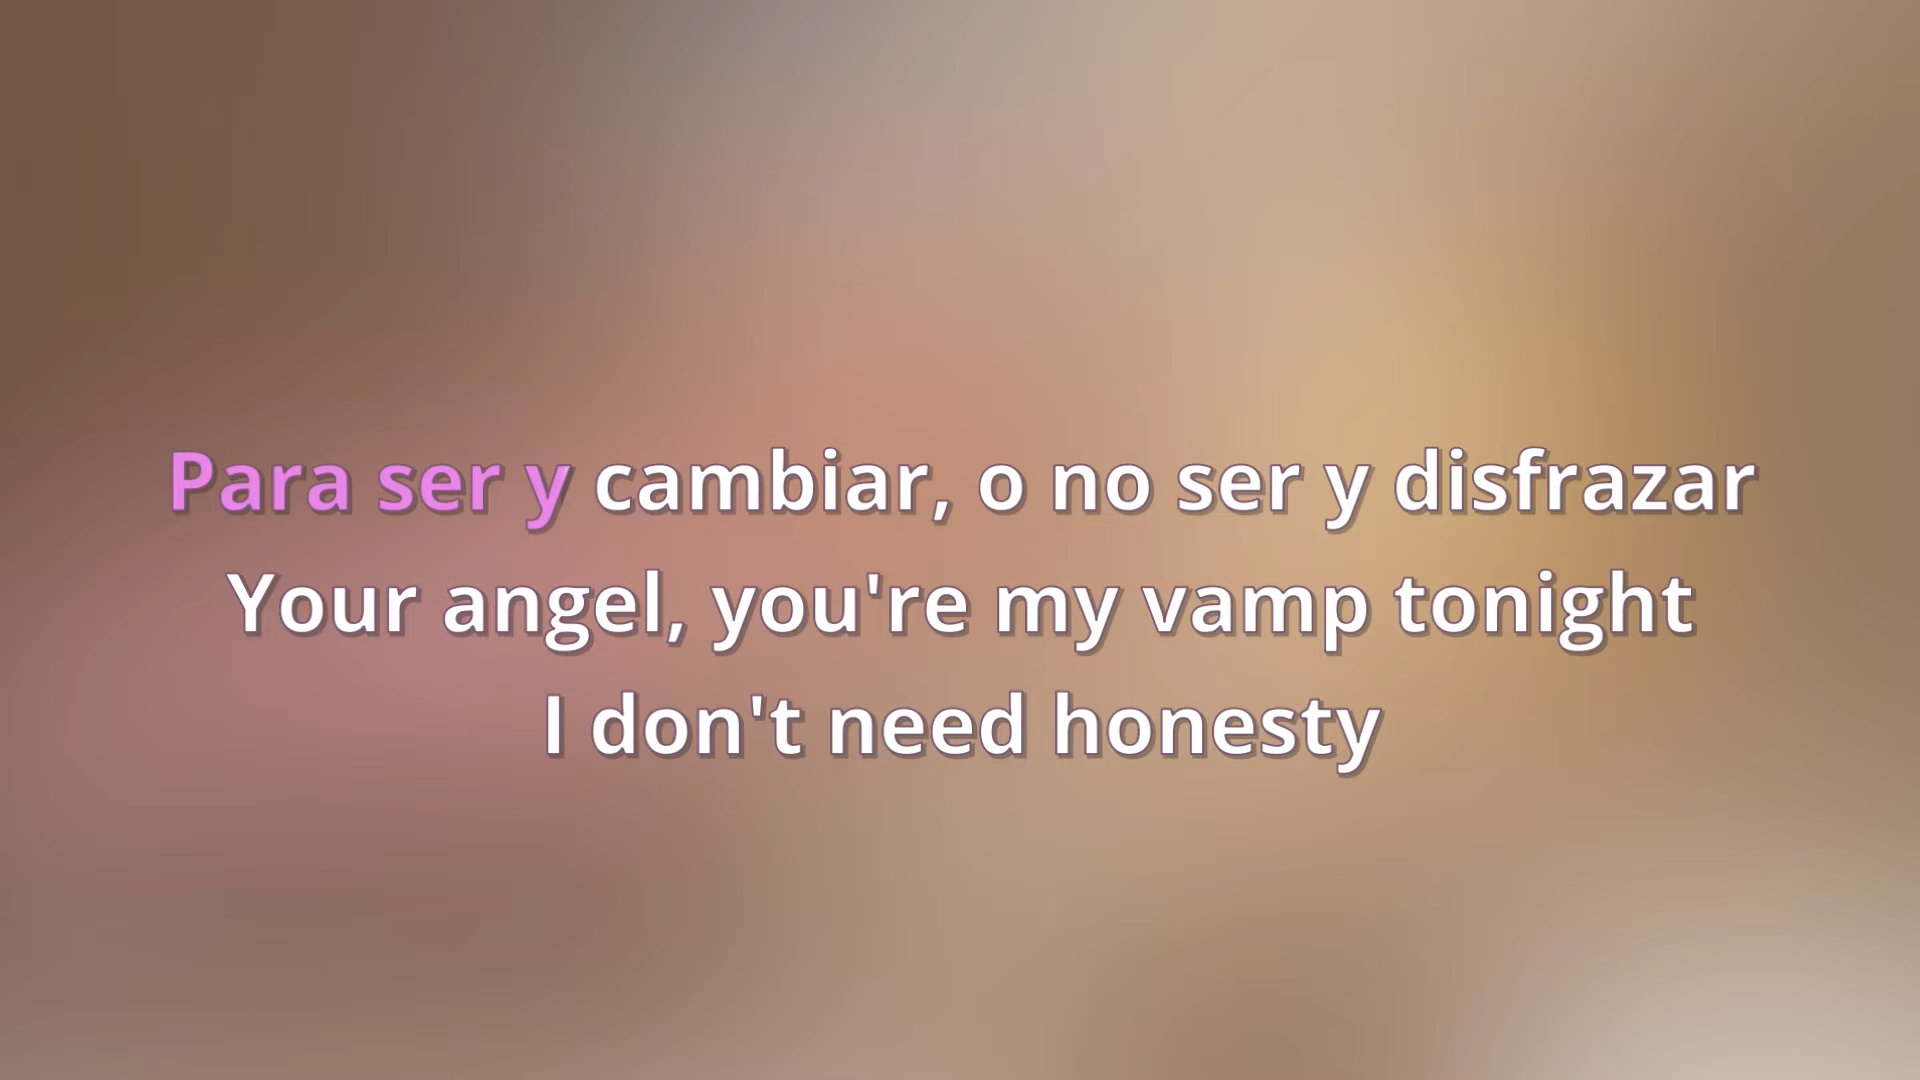 Para ser y cambiar, o no ser y disfrazar
Your angel, you're my vamp tonight
I don't need honesty